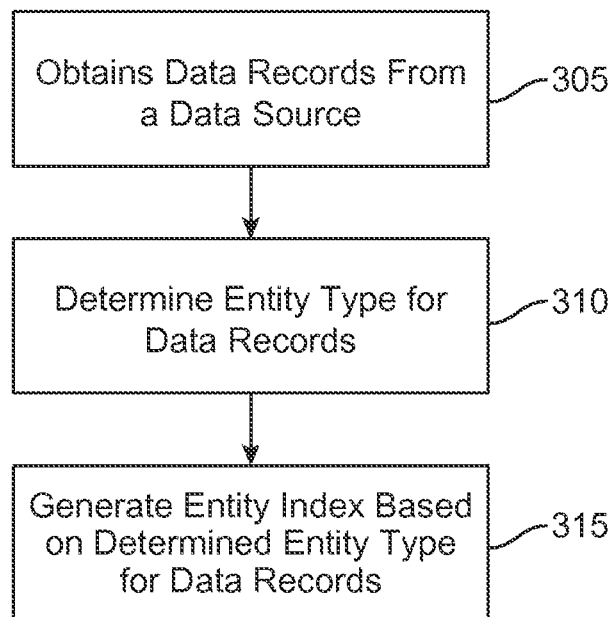 Obtains Data Records From
a Data Source
305
Determine Entity Type for
Data Records
310
Generate Entity Index Based
on Determined Entity Type
for Data Records
315